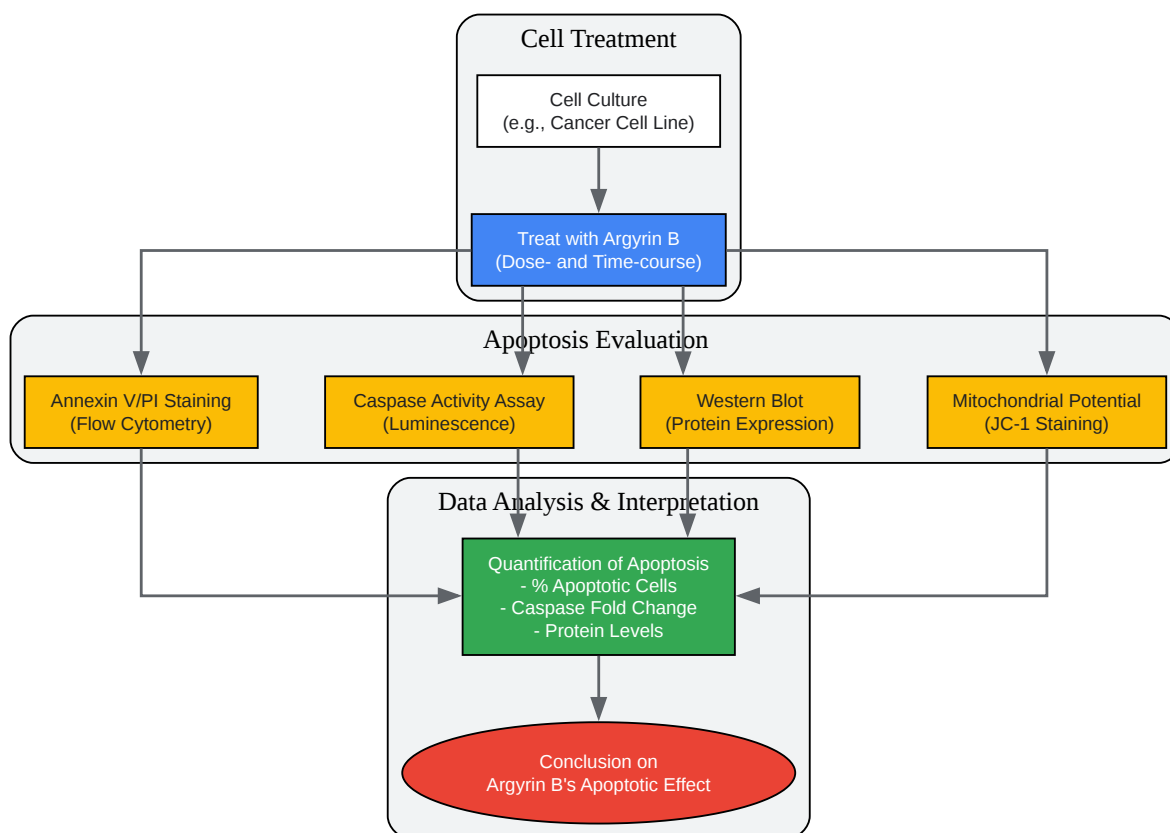 Cell Treatment
Cell Culture
(e.g., Cancer Cell Line)
Treat with Argyrin B
(Dose- and Time-course)
Apoptosis Evaluation
Annexin V/PI Staining
(Flow Cytometry)
Caspase Activity Assay
(Luminescence)
Western Blot
(Protein Expression)
Mitochondrial Potential
(JC-1 Staining)
Data Analysis & Interpretation
Quantification of Apoptosis
- % Apoptotic Cells
- Caspase Fold Change
- Protein Levels
Conclusion on
Argyrin B's Apoptotic Effect